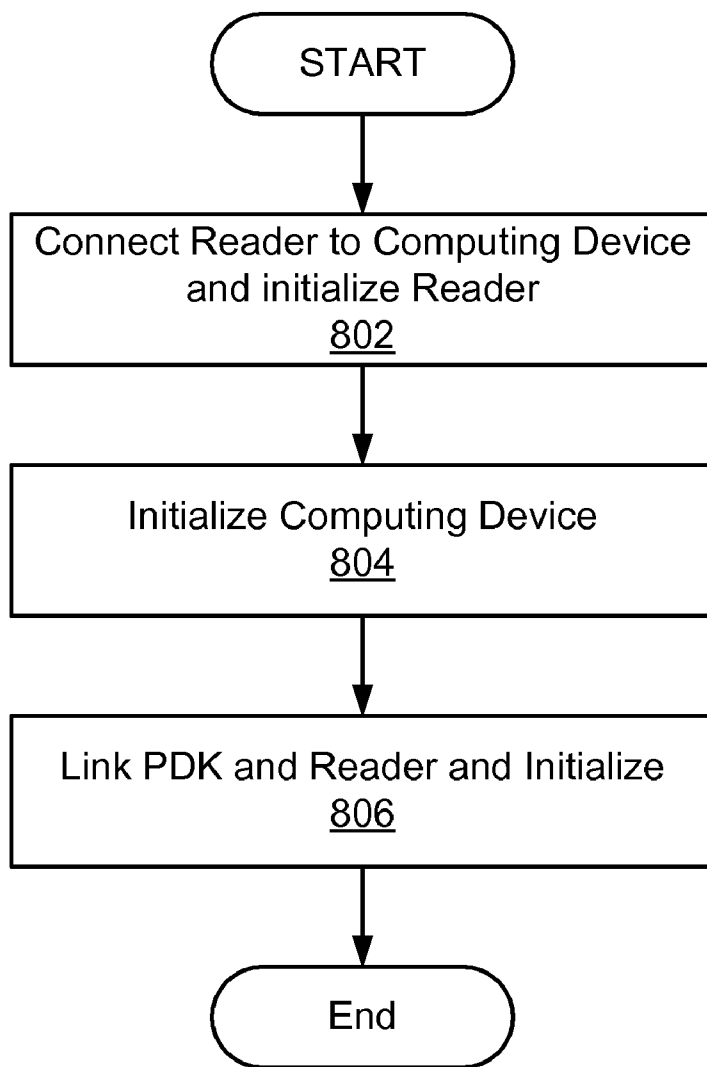 START
Connect Reader to Computing Device
and initialize Reader
802
Initialize Computing Device
804
Link PDK and Reader and Initialize
806
End